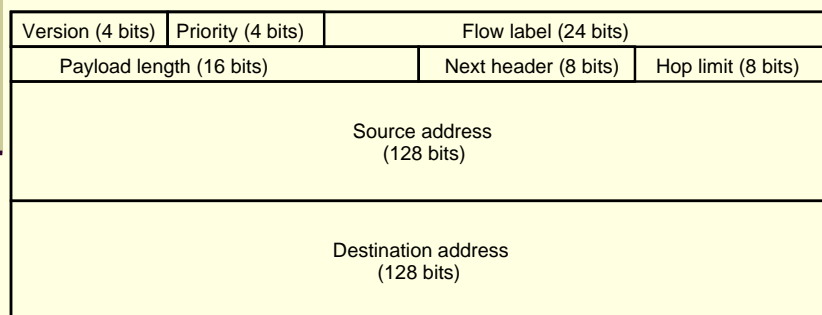 Version (4 bits) Priority (4 bits) Flow label (24 bits)
Payload length (16 bits) Next header (8 bits) Hop limit (8 bits)
Source address
(128 bits)
Destination address
(128 bits)